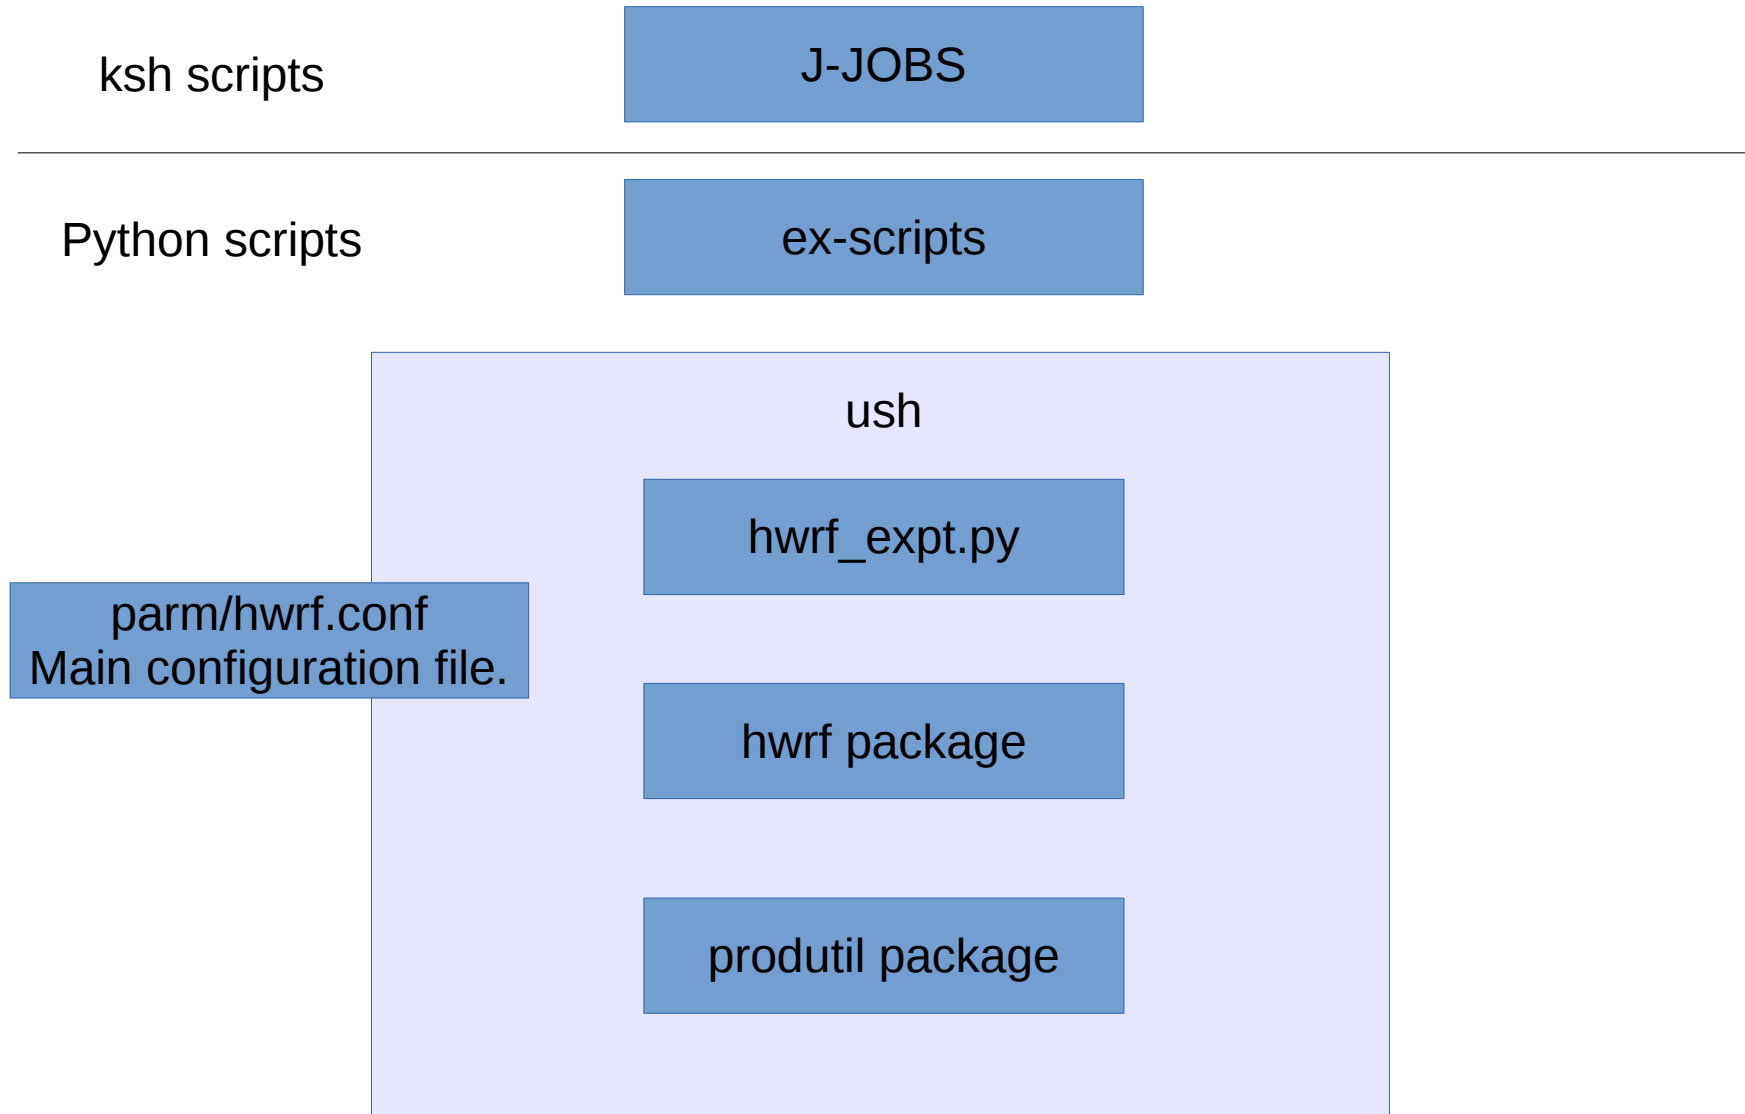 ksh scripts
J-JOBS
Python scripts
ex-scripts
ush
hwrf_expt.py
parm/hwrf.conf
Main configuration file.
hwrf package
produtil package